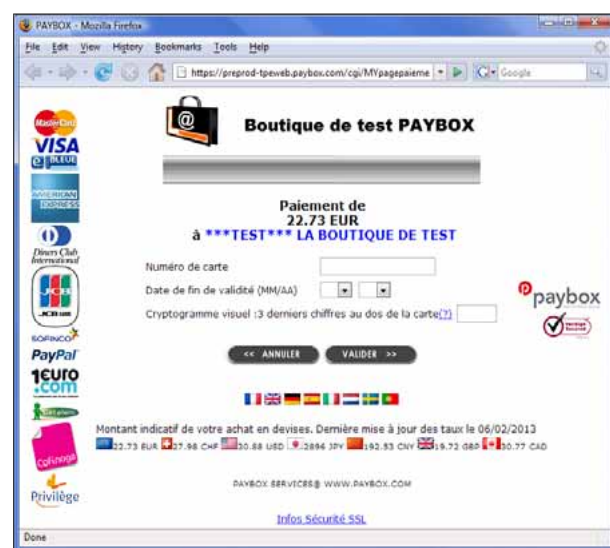 PAYBOX - Mozilla Firefox
File Edit View History Bookmarks Tools Help
https://preprod-tpeweb.paybox.com/cgi/MYpagepaieme
Google
MasterCard
VISA
e BLEUE
AMERICAN EXPRESS
Diners Club
International
JCB
SOFINCO
PayPal
1euro
.com
Cofinoga
Privilège
@
Boutique de test PAYBOX
Paiement de
22.73 EUR
à ***TEST*** LA BOUTIQUE DE TEST
Numéro de carte
Date de fin de validité (MM/AA)
Cryptogramme visuel :3 derniers chiffres au dos de la carte(?)
paybox
<< ANNULER VALIDER >>
Montant indicatif de votre achat en devises. Dernière mise à jour des taux le 06/02/2013
22.73 EUR 27.98 CHF 30.88 USD 2896 JPY 192.53 CNY 19.72 GBP 30.77 CAD
PAYBOX SERVICES@ WWW.PAYBOX.COM
Infos Sécurité SSL
Done